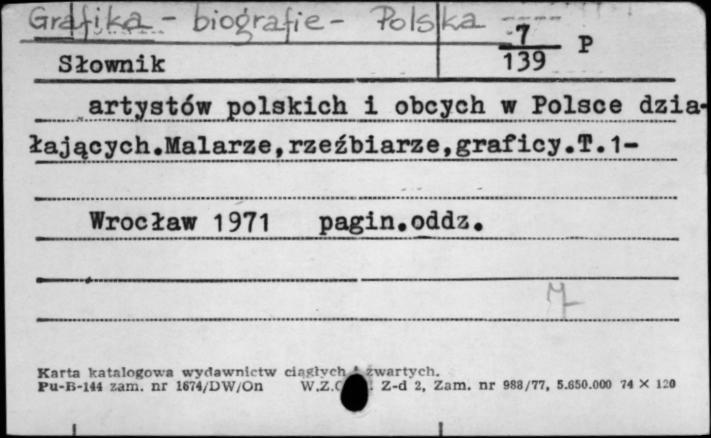 Grafika - biografie - Polska
7 P
139
Słownik
artystów polskich i obcych w Polsce dzia-
łających.Malarze,rzeźbiarze,graficy.T.1-
Wrocław 1971 pagin.oddz.
Karta katalogowa wydawnictw ciągłych i zwartych.
Pu-B-144 zam. nr 1674/DW/On W.Z.G. Z-d 2, Zam. nr 988/77, 5.650.000 74 X 120